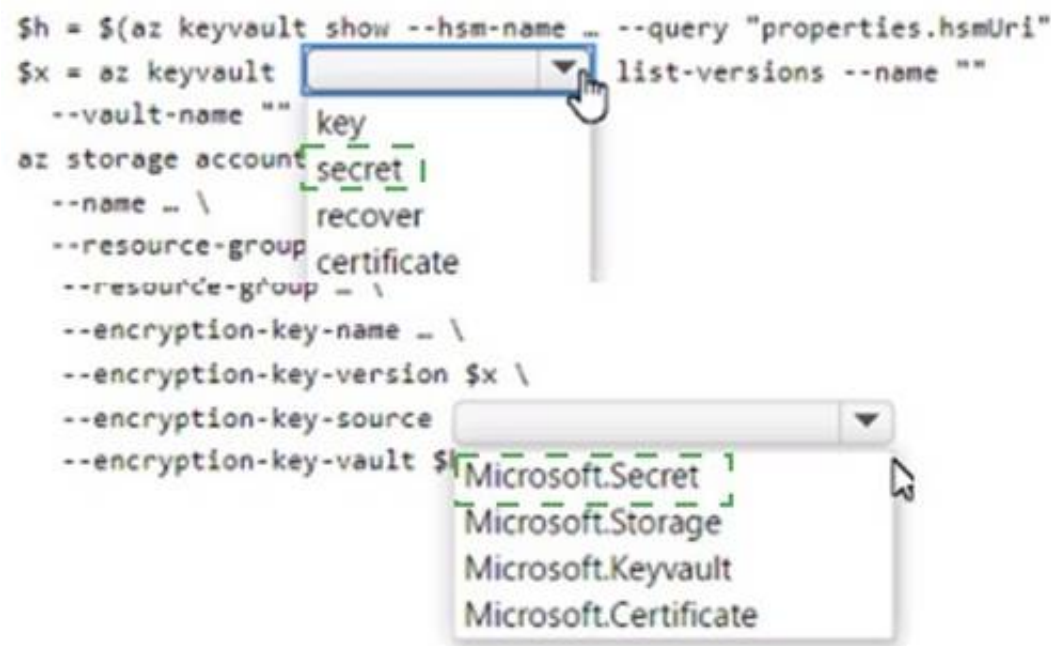 $h = $(az keyvault show --hsm-name … --query "properties.hsmUri"
$x = az keyvault list-versions --name ""
--vault-name ""
key
az storage account
secret
--name … \
recover
--resource-group
certificate
--resource-group … \
--encryption-key-name … \
--encryption-key-version $x \
--encryption-key-source
--encryption-key-vault
Microsoft.Secret
Microsoft.Storage
Microsoft.Keyvault
Microsoft.Certificate